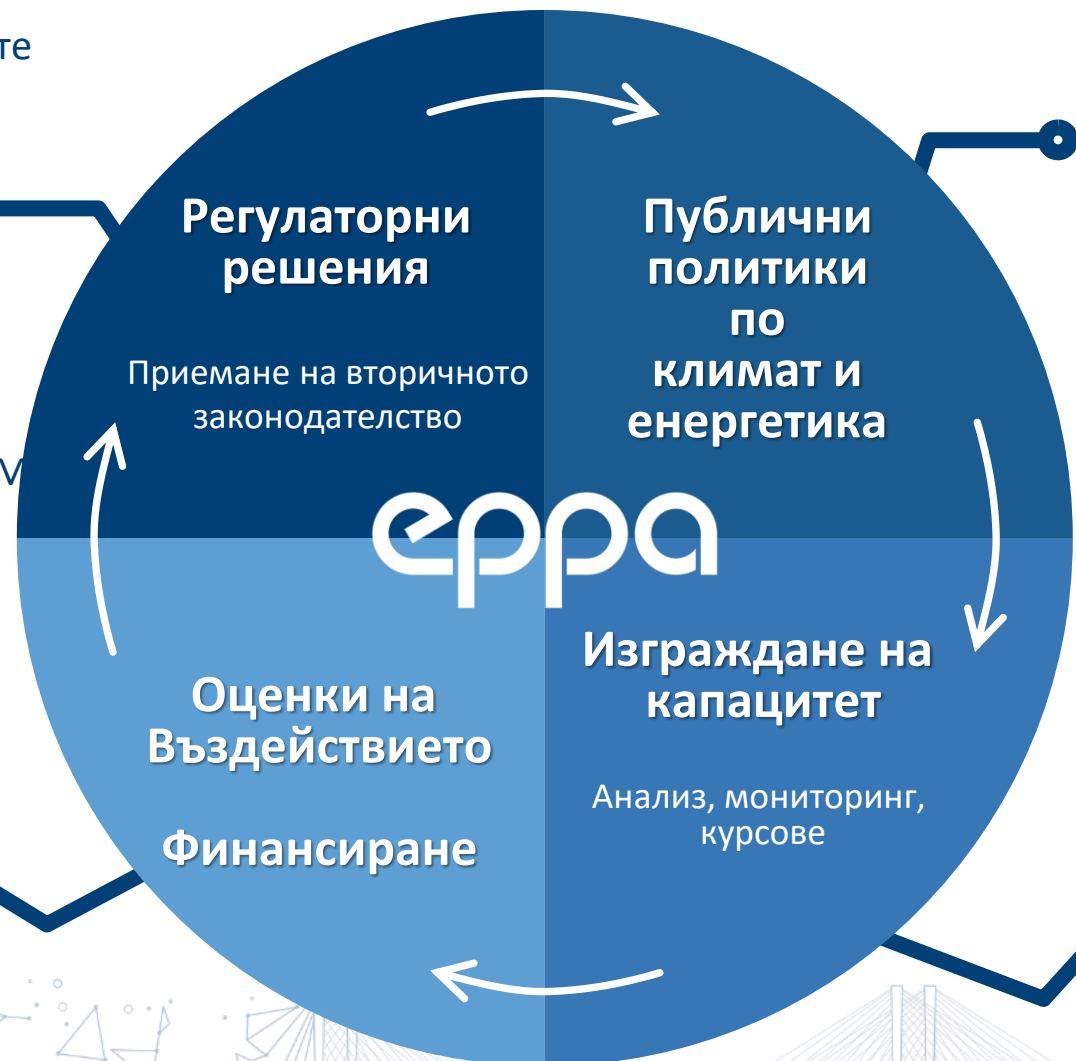 Регулаторни
решения
Приемане на вторичното
законодателство
Публични
политики
по
климат и
енергетика
eppa
Изграждане на
капацитет
Анализ, мониторинг,
курсове
Оценки на
Въздействието
Финансиране